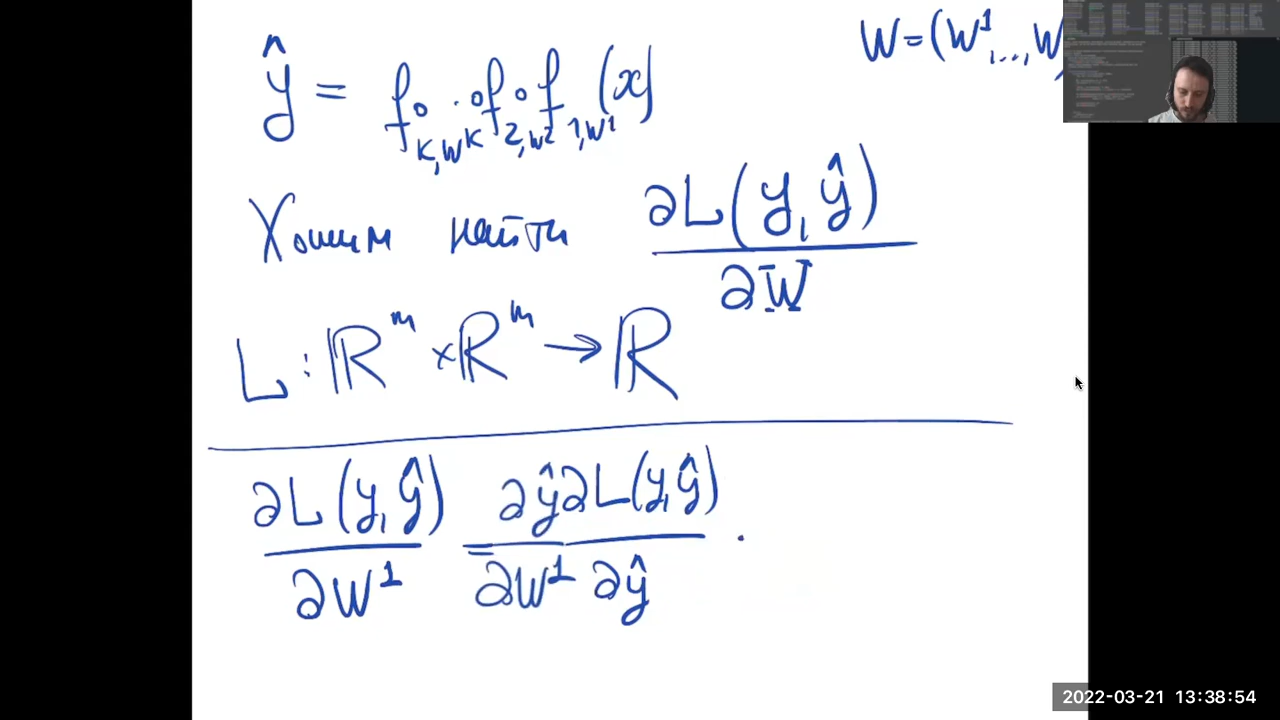 ŷ = f_{K,W^K} ∘ . ∘ f_{2,W^2} ∘ f_{1,W^1} (x)
W = (W^1, ..., W
Хотим найти ∂L(y, ŷ) / ∂W
L : ℝ^m × ℝ^m → ℝ
∂L(y, ŷ) / ∂W^1 = ∂ŷ / ∂W^1 ∂L(y, ŷ) / ∂ŷ .
2022-03-21 13:38:54